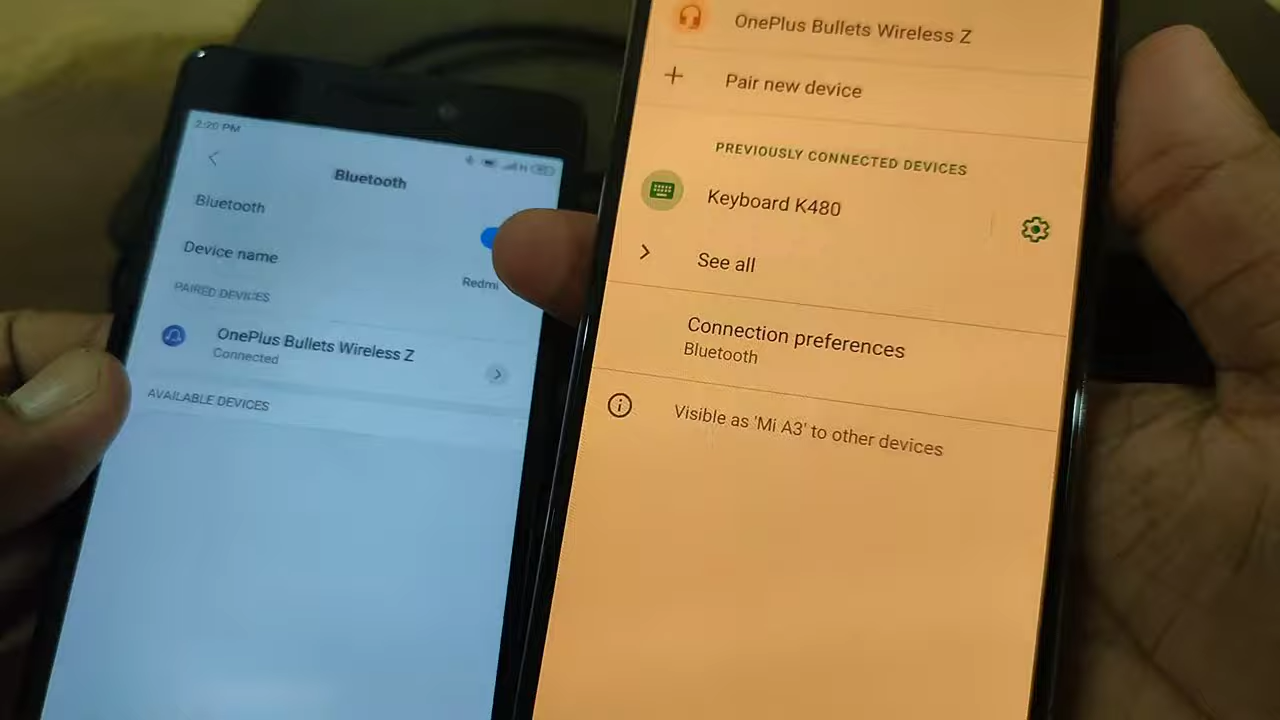 2:20 PM
Bluetooth
Bluetooth
Device name
Redmi
PAIRED DEVICES
OnePlus Bullets Wireless Z
Connected
AVAILABLE DEVICES
OnePlus Bullets Wireless Z
Pair new device
PREVIOUSLY CONNECTED DEVICES
Keyboard K480
See all
Connection preferences
Bluetooth
Visible as 'Mi A3' to other devices